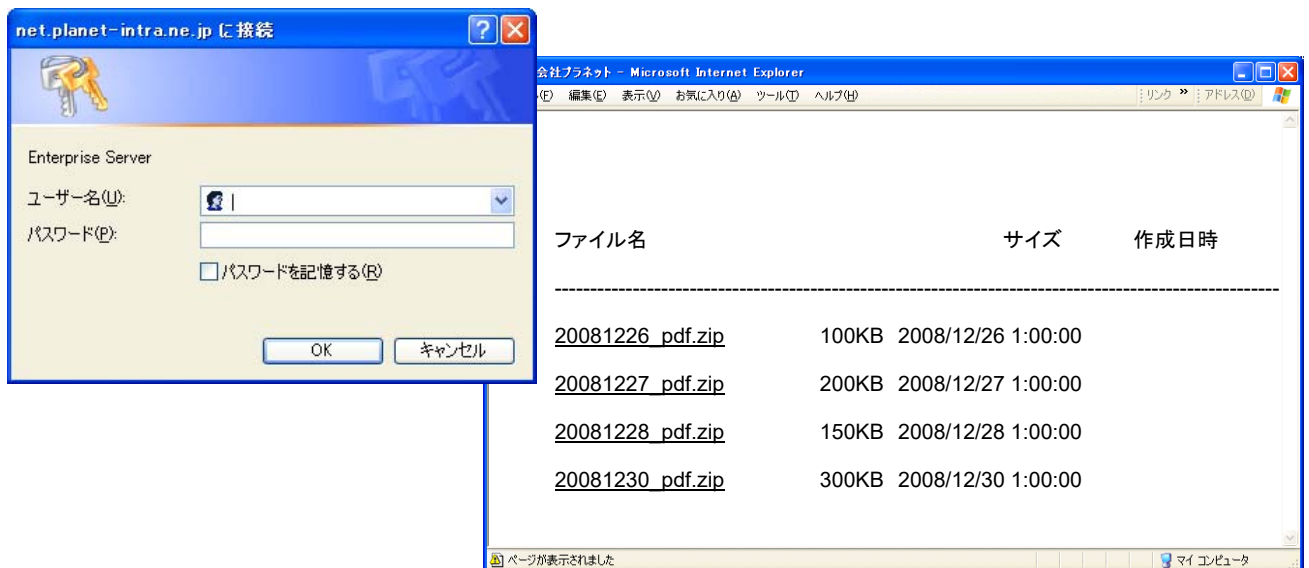 net.planet-intra.ne.jp に接続
Enterprise Server
ユーザー名(U):
パスワード(P):
パスワードを記憶する(R)
OK
キャンセル
会社プラネット - Microsoft Internet Explorer
(F) 編集(E) 表示(V) お気に入り(A) ツール(T) ヘルプ(H)
リンク » アドレス(D)
ファイル名 サイズ 作成日時
--------------------------------------------------------------------------------------------------------
20081226_pdf.zip 100KB 2008/12/26 1:00:00
20081227_pdf.zip 200KB 2008/12/27 1:00:00
20081228_pdf.zip 150KB 2008/12/28 1:00:00
20081230_pdf.zip 300KB 2008/12/30 1:00:00
ページが表示されました
マイ コンピュータ